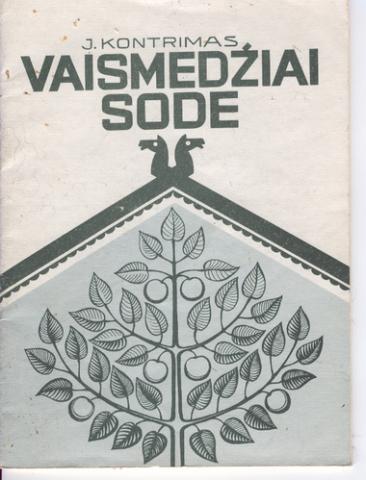 J. KONTRIMAS
VAISMEDŽIAI
SODE